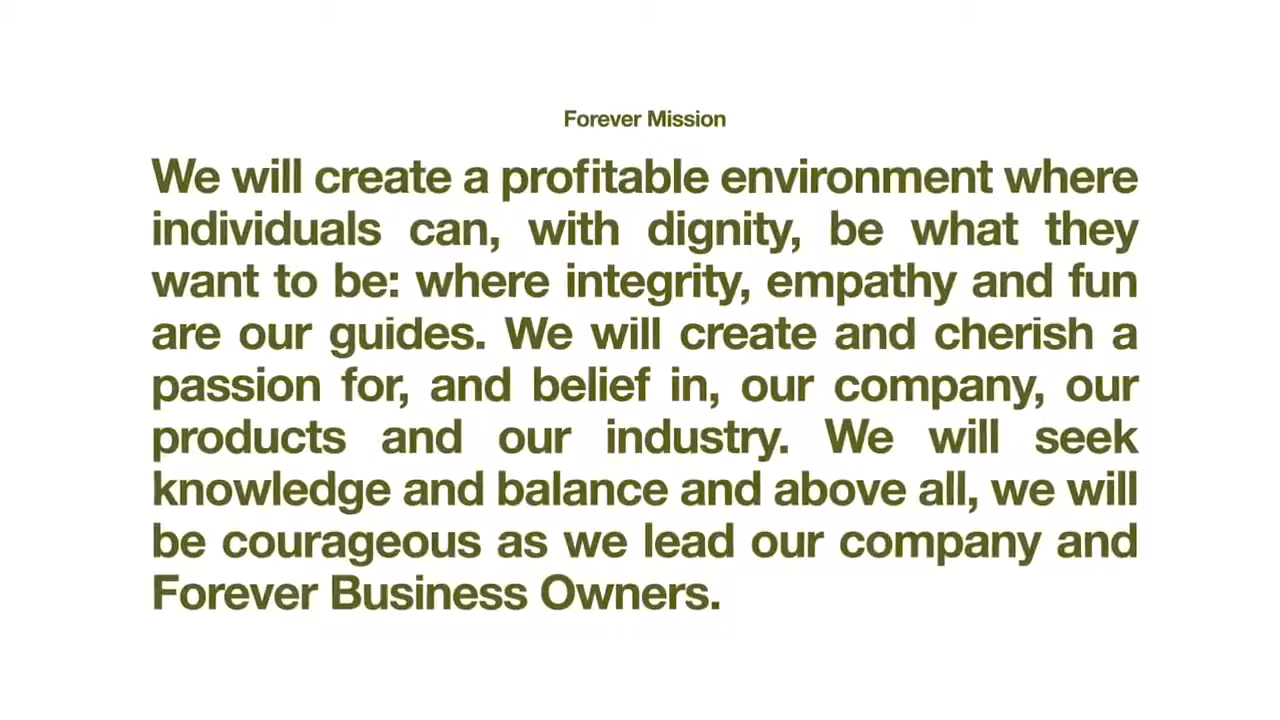 Forever Mission
We will create a profitable environment where
individuals can, with dignity, be what they
want to be: where integrity, empathy and fun
are our guides. We will create and cherish a
passion for, and belief in, our company, our
products and our industry. We will seek
knowledge and balance and above all, we will
be courageous as we lead our company and
Forever Business Owners.